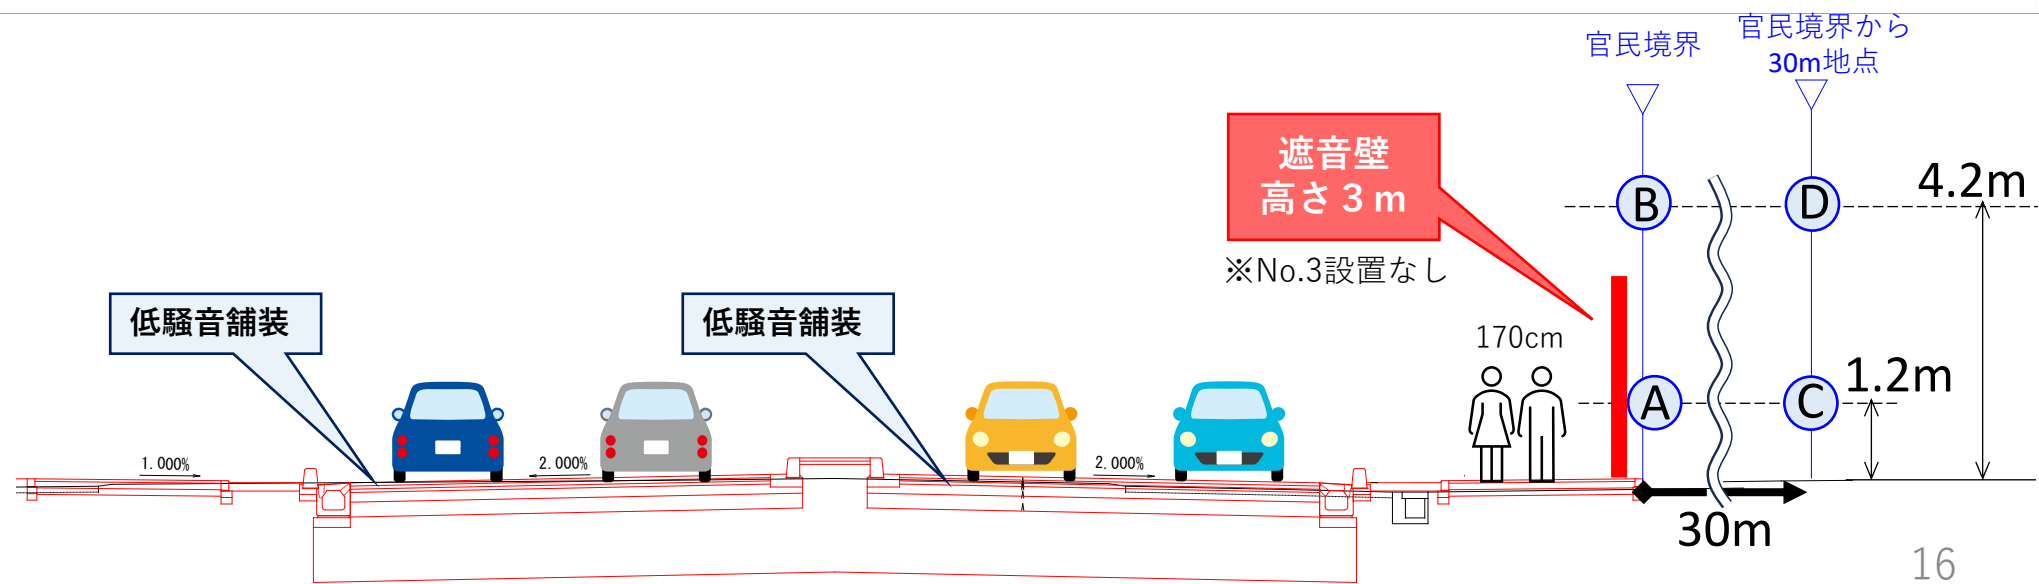 官民境界
官民境界から
30m地点
遮音壁
高さ３ｍ
※No.3設置なし
B
D
4.2m
低騒音舗装
低騒音舗装
170cm
A
C
1.2m
1.000%
2.000%
2.000%
30m
16